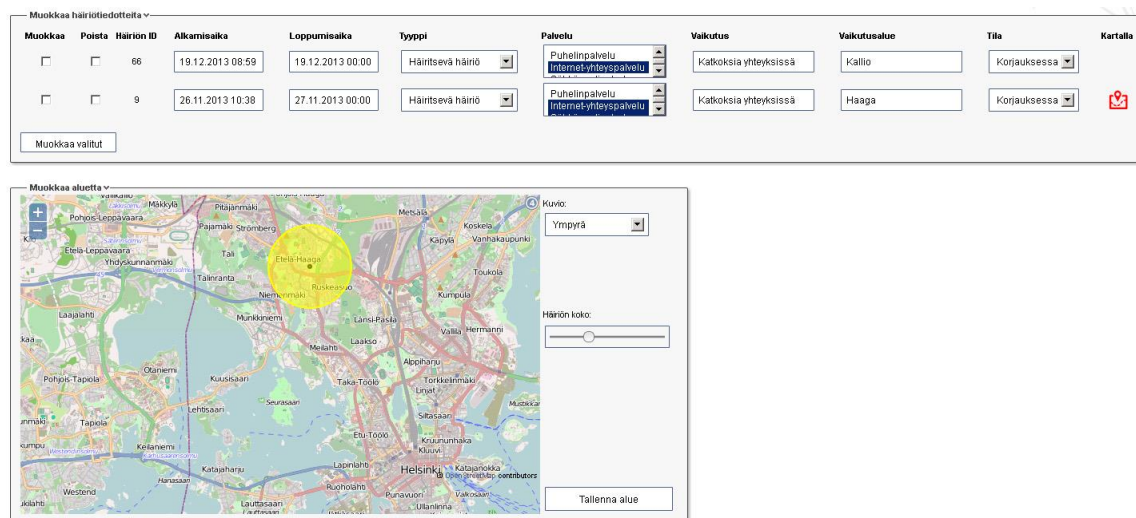 Muokkaa häiriötiedotteita
Muokkaa Poista Häiriön ID Alkamisaika Loppumisaika Tyyppi Palvelu Vaikutus Vaikutusalue Tila Kartalla
66 19.12.2013 08:59 19.12.2013 00:00 Häiritsevä häiriö Puhelinpalvelu Katkoksia yhteyksissä Kallio Korjauksessa
Internet-yhteyspalvelu
9 26.11.2013 10:38 27.11.2013 00:00 Häiritsevä häiriö Puhelinpalvelu Katkoksia yhteyksissä Haaga Korjauksessa
Internet-yhteyspalvelu
Muokkaa valitut
Muokkaa aluetta
Kuvio:
Ympyrä
Häiriön koko:
Tallenna alue
Mäkkylä
Pitäjänmäki
Metsälä
Pohjois-Leppävaara
Pajamäki
Strömberg
Koskela
Käpylä
Vanhakaupunki
Etelä-Leppävaara
Tali
Etelä-Haaga
Yhdyskunnanmäki
Talinranta
Toukola
Ruskeasuo
Niemenmäki
Kumpula
Laajalahti
Munkkiniemi
Länsi-Pasila
Vallila
Hermanni
Meilahti
Laakso
Alppiharju
Otaniemi
Pohjois-Tapiola
Kuusisaari
Taka-Töölö
Torkkelinmäki
Linjat
Lehtisaari
Seurasaari
Siltasaari
Tapiola
Etu-Töölö
Kruununhaka
Kluuvi
Keilaniemi
Katajaharju
Lapinlahti
Helsinki
Katajanokka
© OpenStreetMap contributors
Hanasaari
Ruoholahti
Westend
Punavuori
Valkosaari
Lauttasaari
Ullanlinna